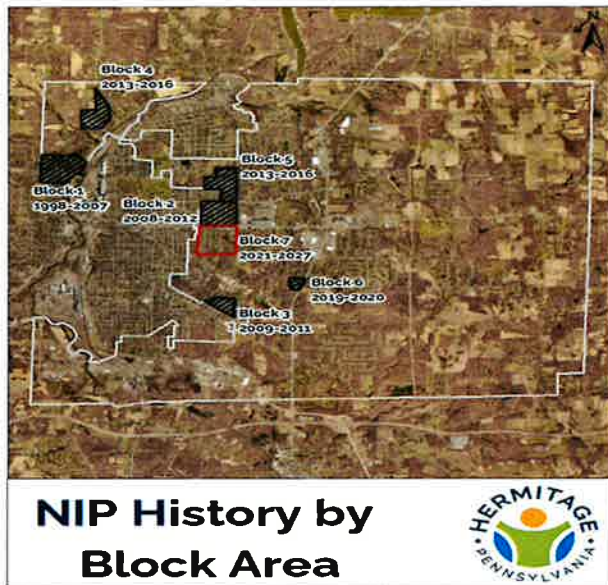 N
Block 4
2013-2016
Block 5
2013-2016
Block 1
1998-2007
Block 2
2008-2012
Block 7
2021-2027
Block 6
2019-2020
Block 3
2009-2011
NIP History by
Block Area
HERMITAGE
PENNSYLVANIA